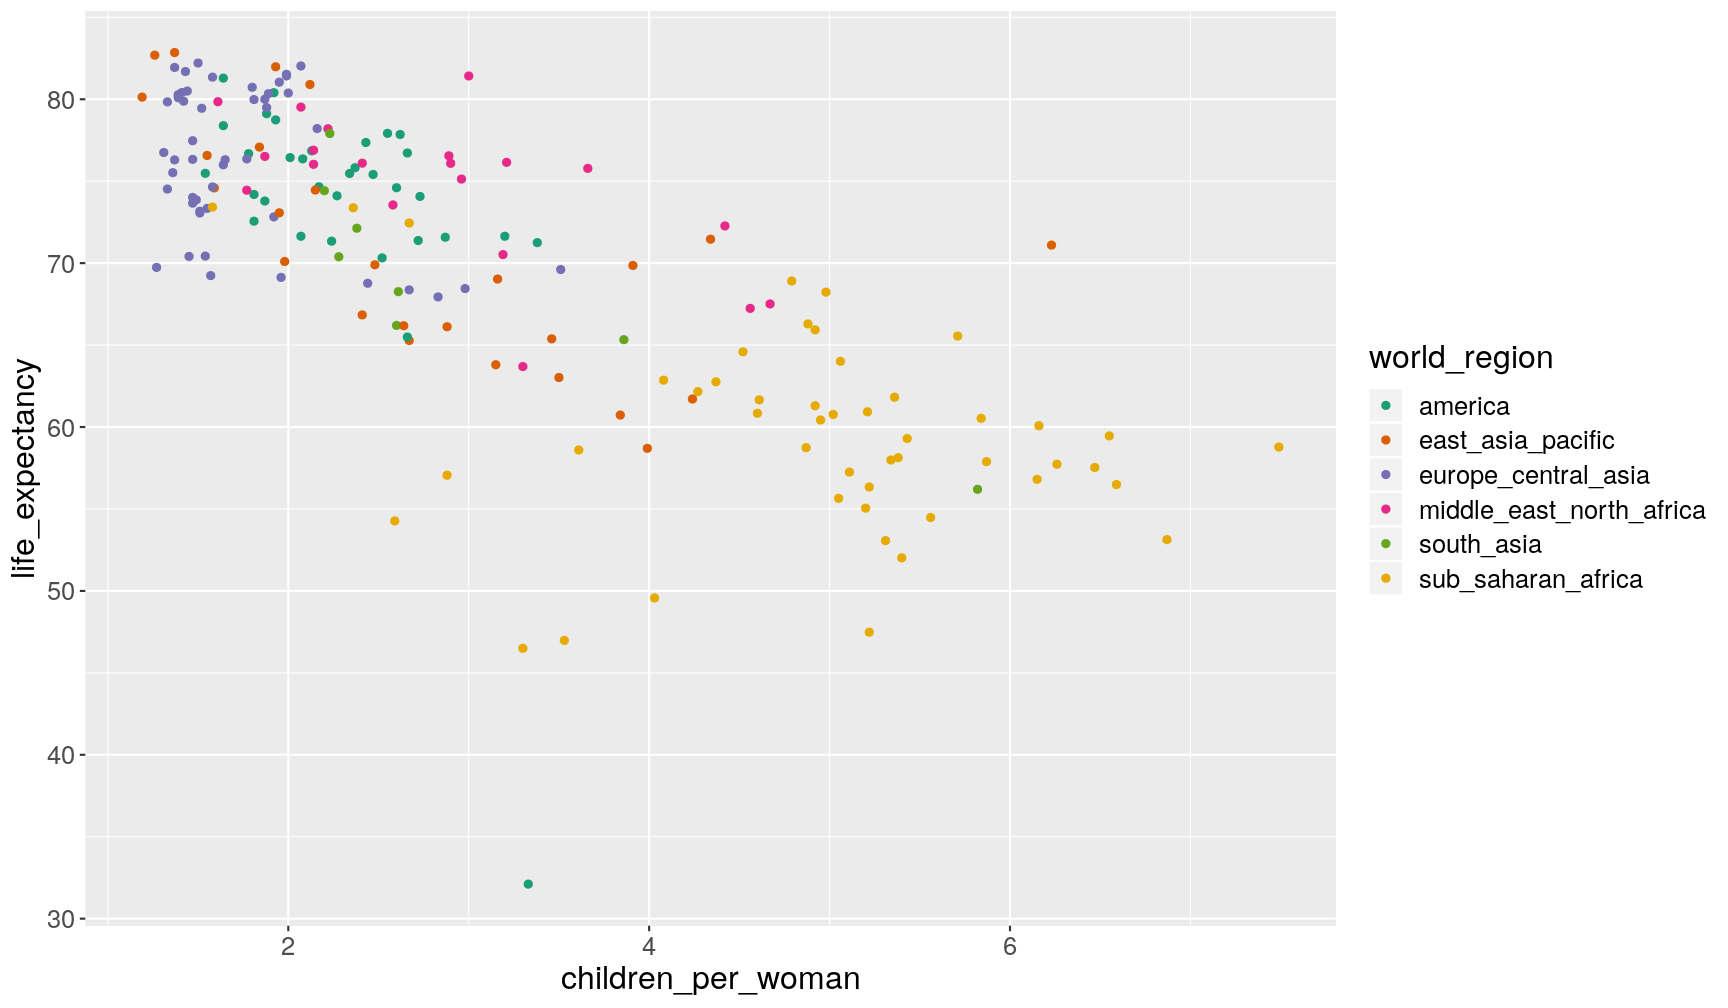 life_expectancy
80
70
60
50
40
30
2 4 6
children_per_woman
world_region
america
east_asia_pacific
europe_central_asia
middle_east_north_africa
south_asia
sub_saharan_africa